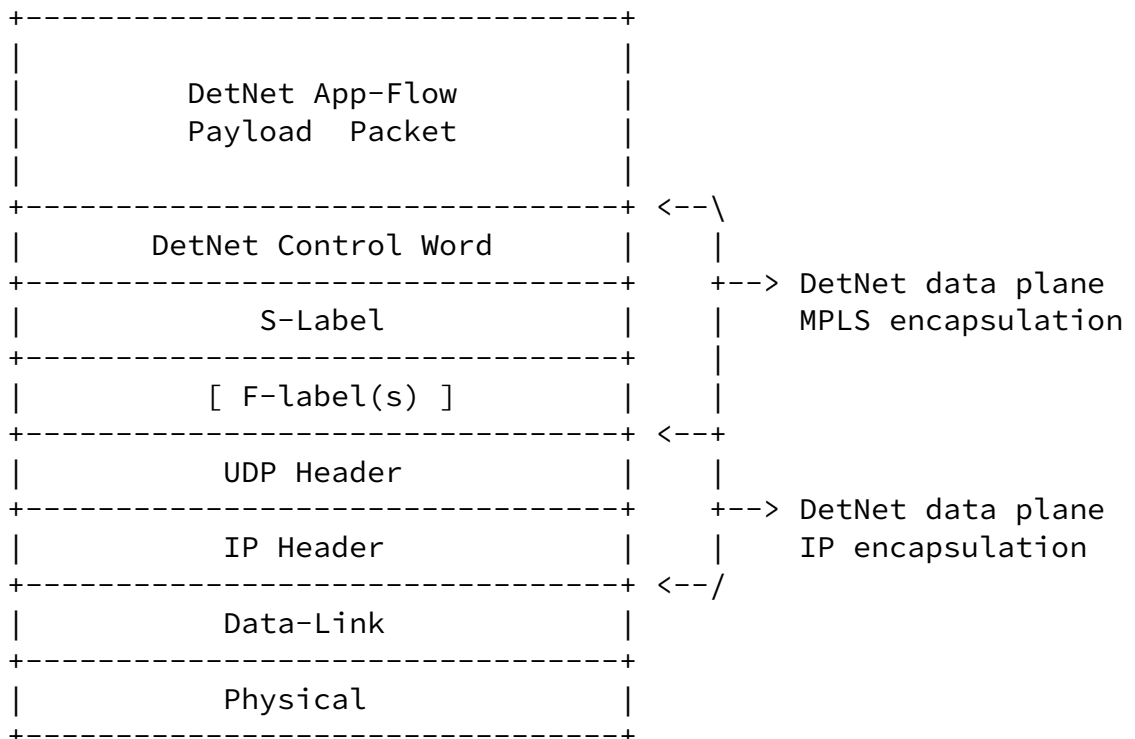 DetNet App-Flow
Payload Packet
DetNet Control Word
S-Label
[ F-label(s) ]
UDP Header
IP Header
Data-Link
Physical
DetNet data plane
MPLS encapsulation
DetNet data plane
IP encapsulation